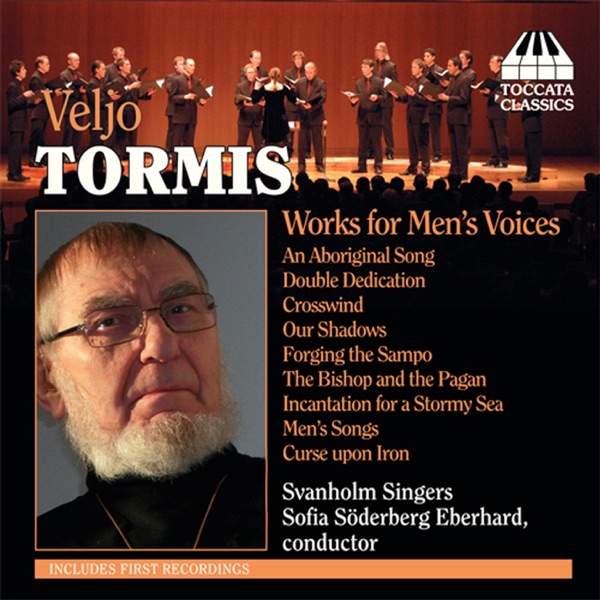 TOCCATA
CLASSICS
Veljo
TORMIS
Works for Men's Voices
An Aboriginal Song
Double Dedication
Crosswind
Our Shadows
Forging the Sampo
The Bishop and the Pagan
Incantation for a Stormy Sea
Men's Songs
Curse upon Iron
Svanholm Singers
Sofia Söderberg Eberhard,
conductor
INCLUDES FIRST RECORDINGS